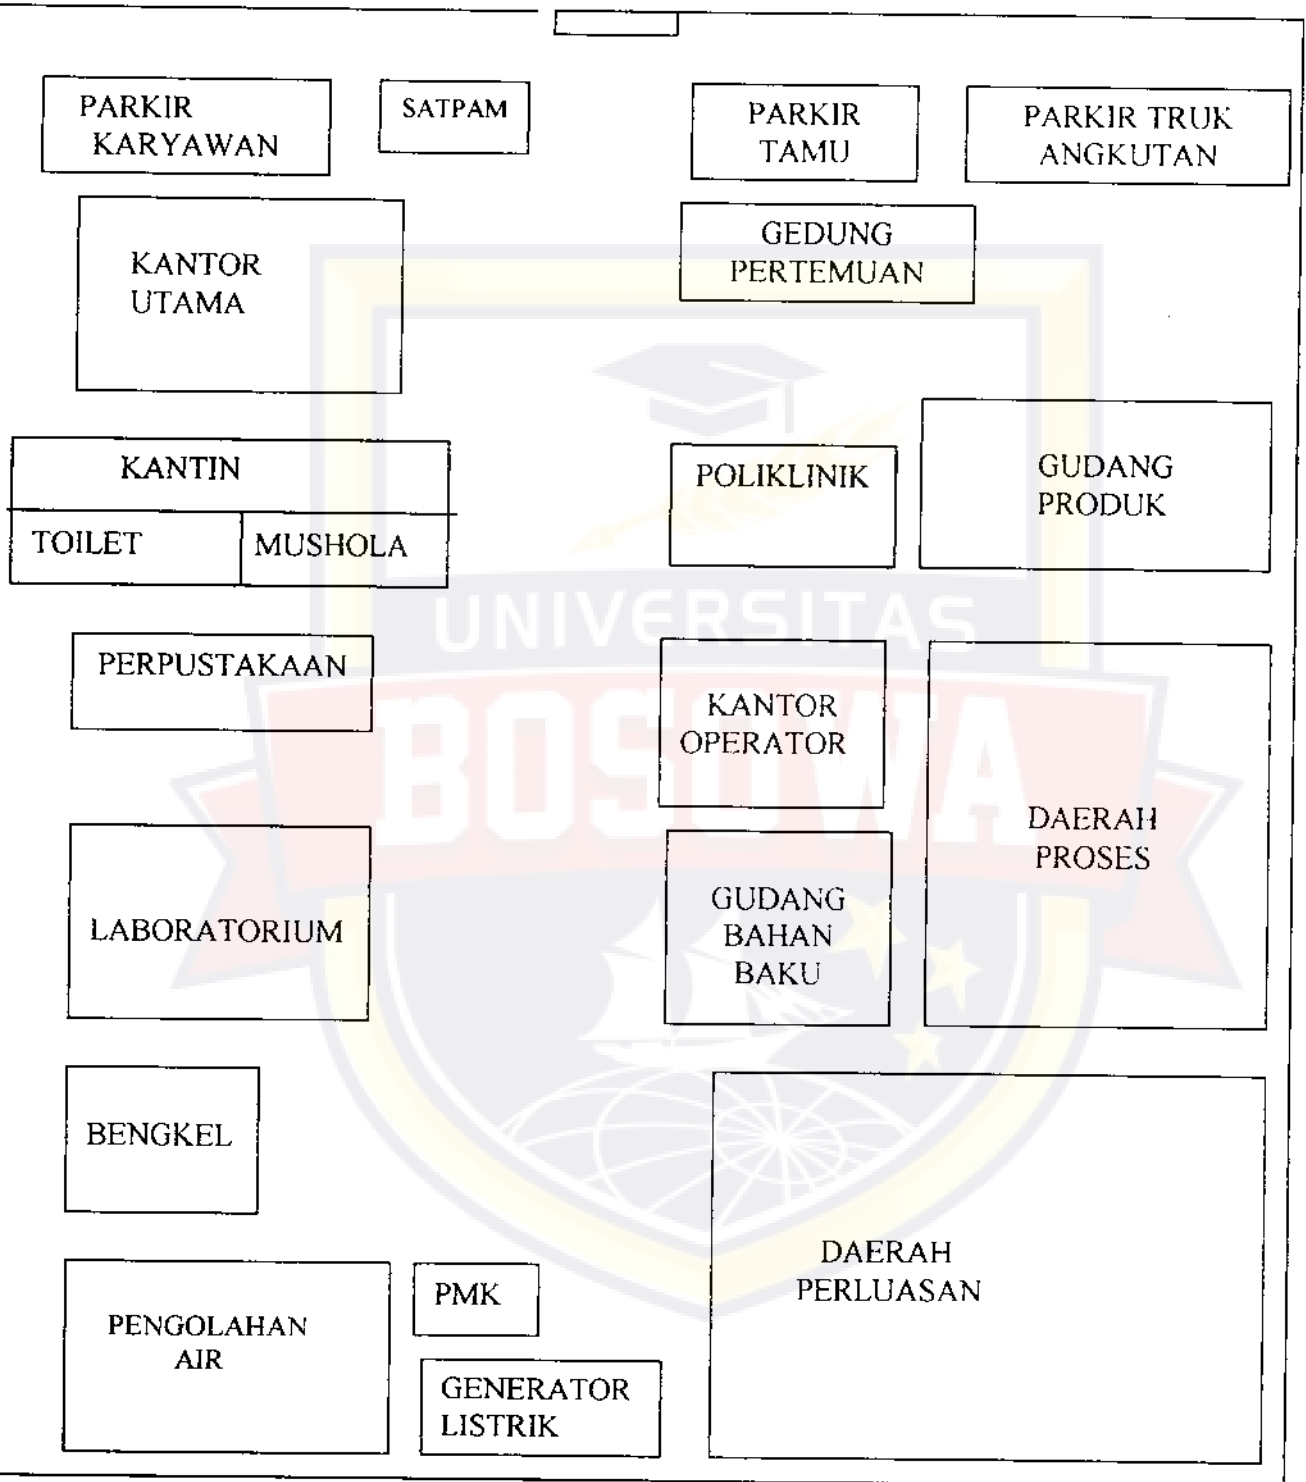 PARKIR
KARYAWAN
SATPAM
PARKIR
TAMU
PARKIR TRUK
ANGKUTAN
KANTOR
UTAMA
GEDUNG
PERTEMUAN
KANTIN
TOILET
MUSHOLA
POLIKLINIK
GUDANG
PRODUK
UNIVERSITAS
BOSOWA
PERPUSTAKAAN
KANTOR
OPERATOR
DAERAH
PROSES
LABORATORIUM
GUDANG
BAHAN
BAKU
BENGKEL
DAERAH
PERLUASAN
PENGOLAHAN
AIR
PMK
GENERATOR
LISTRIK